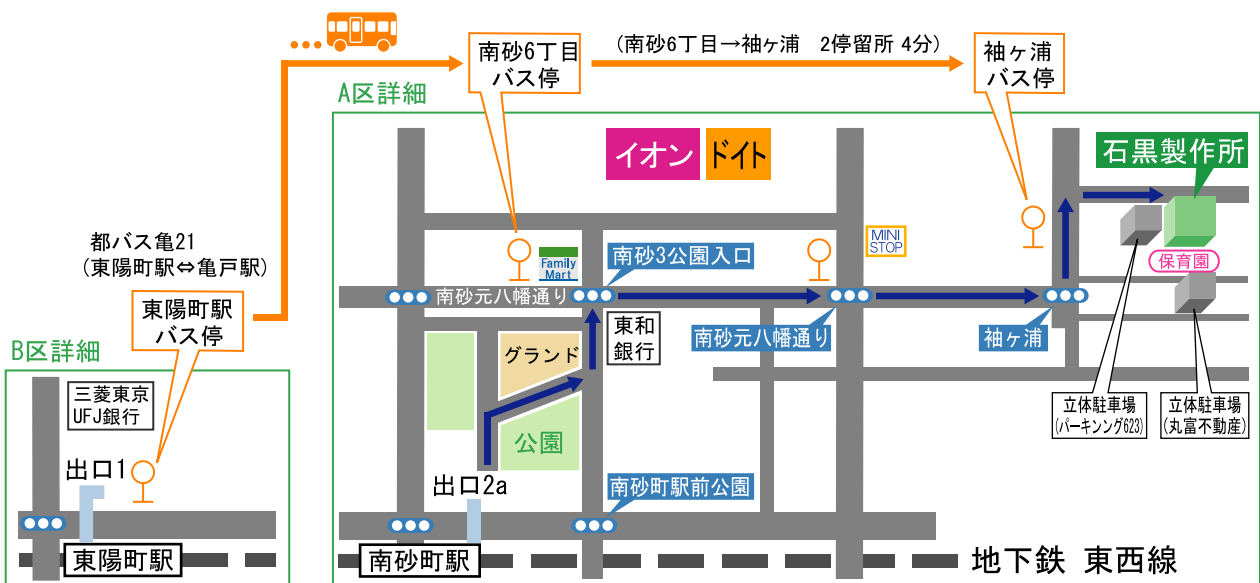 南砂6丁目
バス停
(南砂6丁目→袖ヶ浦 2停留所 4分)
袖ヶ浦
バス停
A区詳細
イオン
ドイト
石黒製作所
都バス亀21
(東陽町駅⇔亀戸駅)
MINI
STOP
Family
Mart
南砂3公園入口
保育園
南砂元八幡通り
東陽町駅
バス停
東和
銀行
南砂元八幡通り
袖ヶ浦
B区詳細
グランド
三菱東京
UFJ銀行
立体駐車場
(パーキンング623)
立体駐車場
(丸富不動産)
公園
出口1
出口2a
南砂町駅前公園
東陽町駅
南砂町駅
地下鉄 東西線